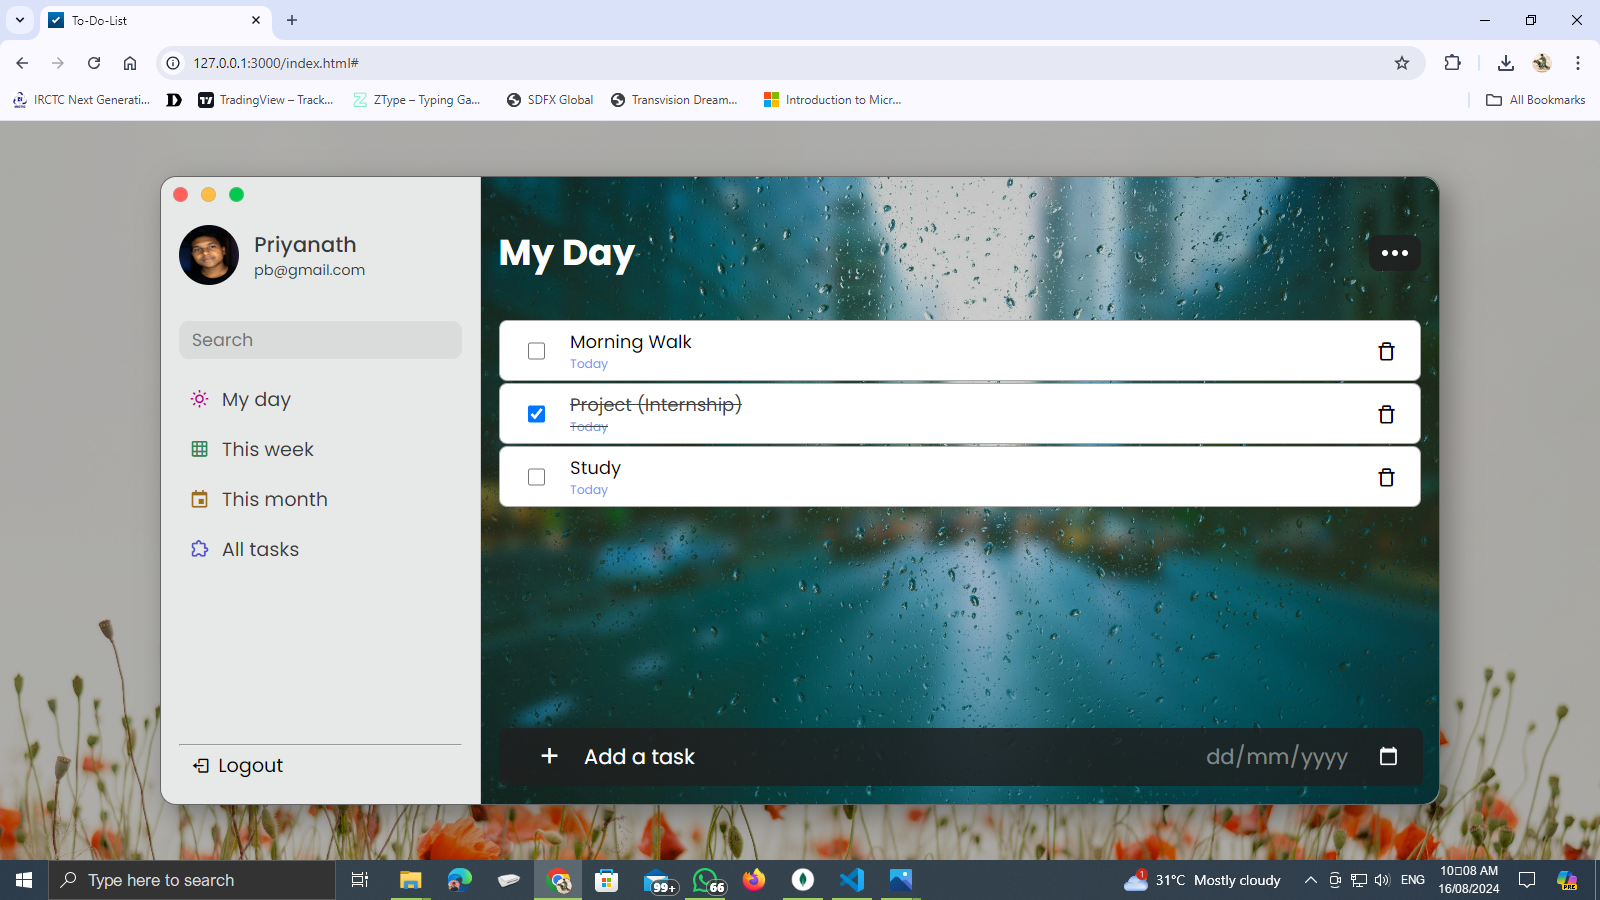 To-Do-List
127.0.0.1:3000/index.html#
IRCTC Next Generati...
D
TradingView – Track...
ZType – Typing Ga...
SDFX Global
Transvision Dream...
Introduction to Micr...
All Bookmarks
Priyanath
pb@gmail.com
Search
My day
This week
This month
All tasks
Logout
My Day
Morning Walk
Today
Project (Internship)
Today
Study
Today
Add a task
dd/mm/yyyy
Type here to search
99+
66
1
31°C Mostly cloudy
ENG
10▯08 AM
16/08/2024
PRE